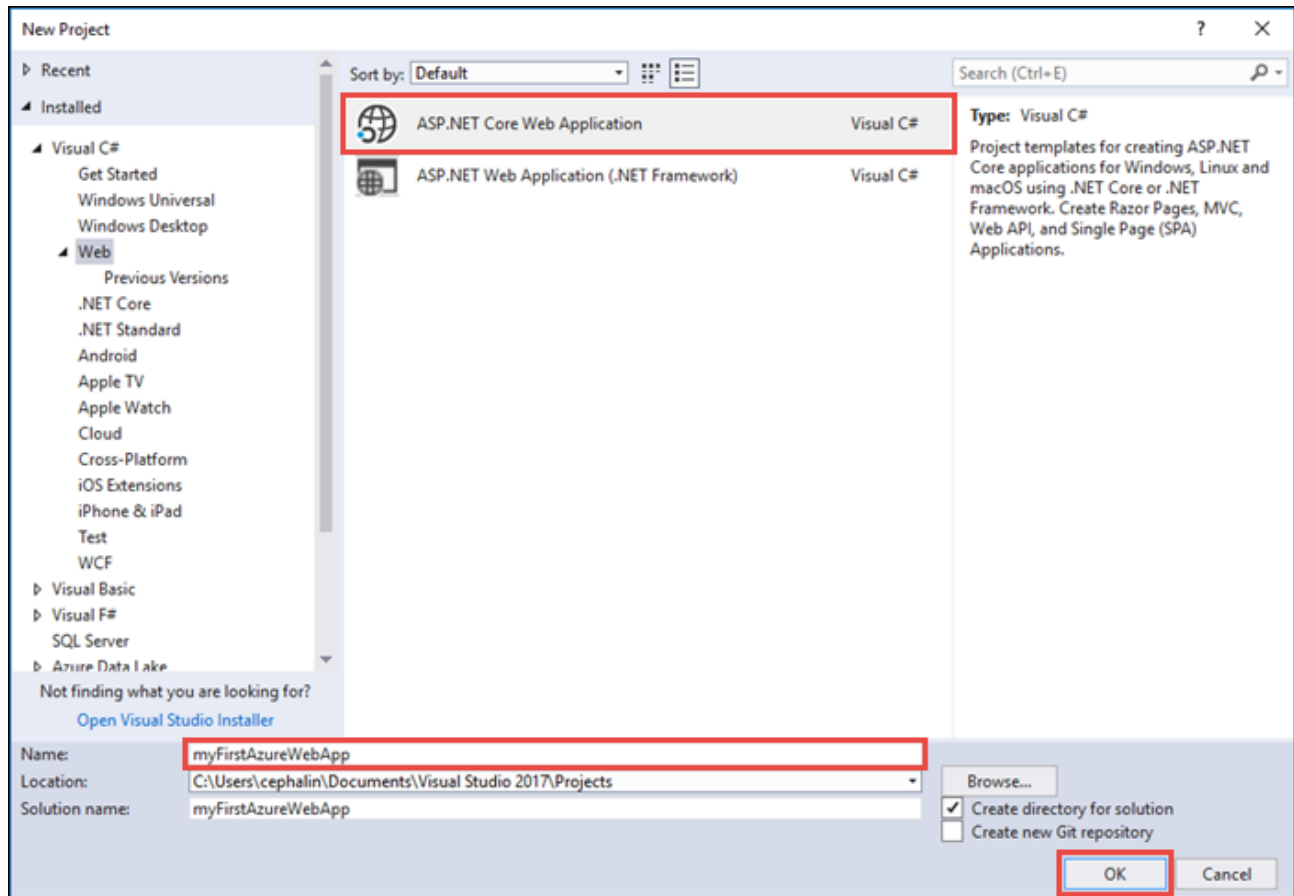 New Project
?
Recent
Installed
Visual C#
Get Started
Windows Universal
Windows Desktop
Web
Previous Versions
.NET Core
.NET Standard
Android
Apple TV
Apple Watch
Cloud
Cross-Platform
iOS Extensions
iPhone & iPad
Test
WCF
Visual Basic
Visual F#
SQL Server
Azure Data Lake
Not finding what you are looking for?
Open Visual Studio Installer
Sort by: Default
ASP.NET Core Web Application Visual C#
ASP.NET Web Application (.NET Framework) Visual C#
Search (Ctrl+E)
Type: Visual C#
Project templates for creating ASP.NET
Core applications for Windows, Linux and
macOS using .NET Core or .NET
Framework. Create Razor Pages, MVC,
Web API, and Single Page (SPA)
Applications.
Name: myFirstAzureWebApp
Location: C:\Users\cephalin\Documents\Visual Studio 2017\Projects
Solution name: myFirstAzureWebApp
Browse...
Create directory for solution
Create new Git repository
OK Cancel